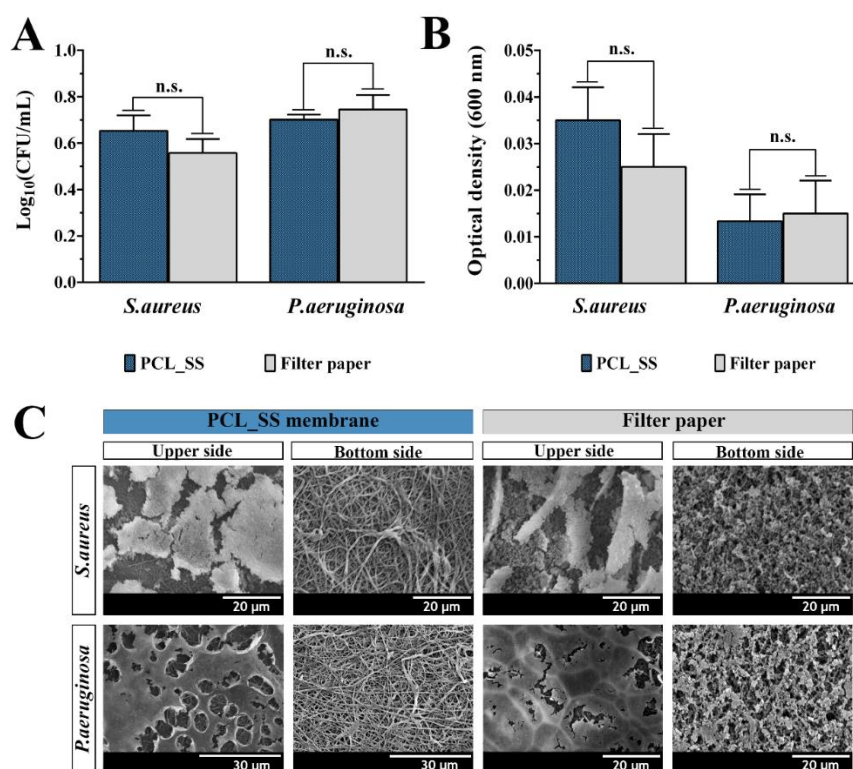 A
Log10(CFU/mL)
1.0
0.8
0.6
0.4
0.2
0.0
n.s.
n.s.
S.aureus
P.aeruginosa
PCL_SS
Filter paper
B
Optical density (600 nm)
0.05
0.04
0.03
0.02
0.01
0.00
n.s.
n.s.
S.aureus
P.aeruginosa
PCL_SS
Filter paper
C
PCL_SS membrane
Filter paper
Upper side
Bottom side
Upper side
Bottom side
S.aureus
20 µm
20 µm
20 µm
20 µm
P.aeruginosa
30 µm
30 µm
20 µm
20 µm